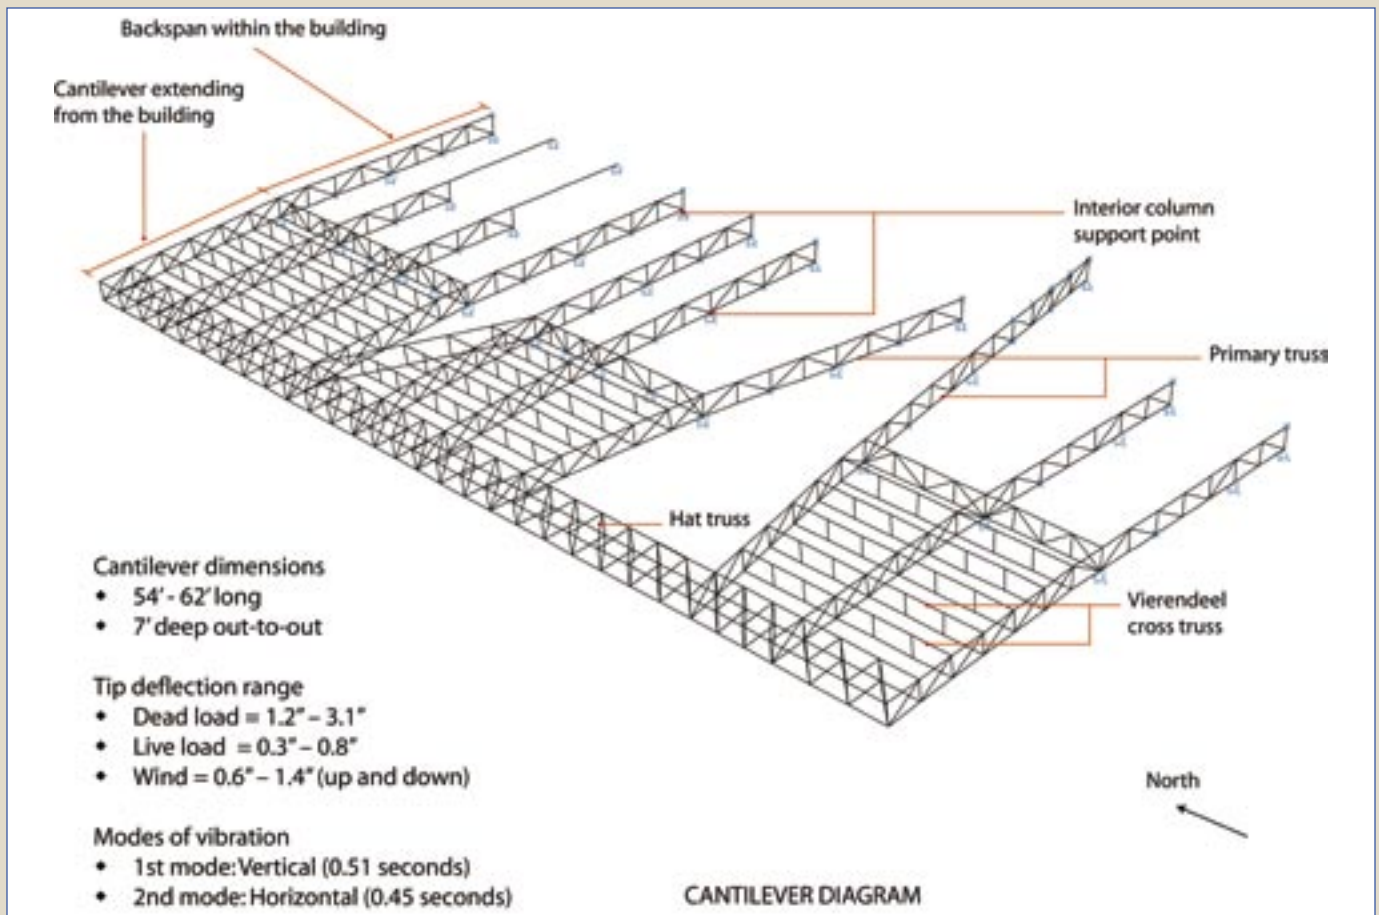 Backspan within the building
Cantilever extending
from the building
Interior column
support point
Primary truss
Hat truss
Vierendeel
cross truss
Cantilever dimensions
• 54' - 62' long
• 7' deep out-to-out
Tip deflection range
• Dead load = 1.2" – 3.1"
• Live load = 0.3" – 0.8"
• Wind = 0.6" – 1.4" (up and down)
North
Modes of vibration
• 1st mode: Vertical (0.51 seconds)
• 2nd mode: Horizontal (0.45 seconds)
CANTILEVER DIAGRAM